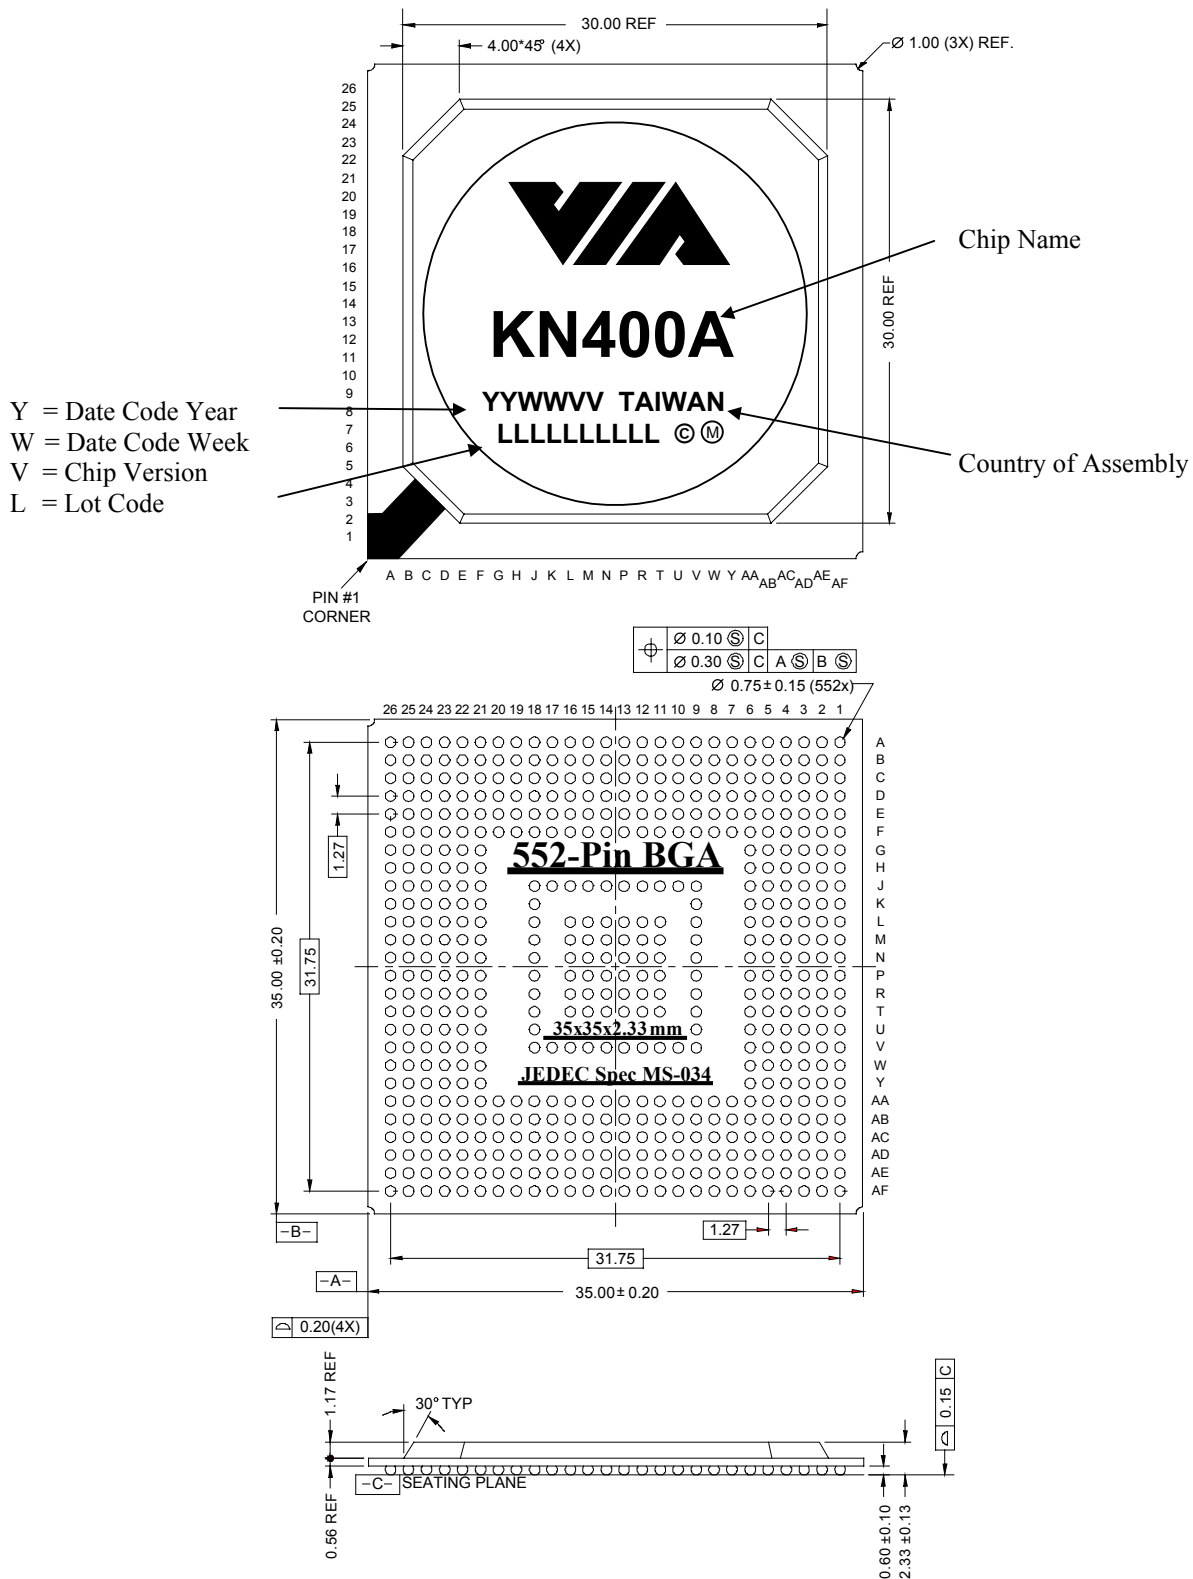 30.00 REF
4.00*45° (4X)
Ø 1.00 (3X) REF.
26
25
24
23
22
21
20
19
18
17
16
15
14
13
12
11
10
9
8
7
6
5
4
3
2
1
VIA
KN400A
YYWWVV TAIWAN
LLLLLLLLLL © Ⓜ
Chip Name
30.00 REF
Country of Assembly
Y = Date Code Year
W = Date Code Week
V = Chip Version
L = Lot Code
A B C D E F G H J K L M N P R T U V W Y AA AB AC AD AE AF
PIN #1
CORNER
Ø 0.10 Ⓢ C
Ø 0.30 Ⓢ C A Ⓢ B Ⓢ
Ø 0.75 ± 0.15 (552x)
26 25 24 23 22 21 20 19 18 17 16 15 14 13 12 11 10 9 8 7 6 5 4 3 2 1
A
B
C
D
E
F
G
H
J
K
L
M
N
P
R
T
U
V
W
Y
AA
AB
AC
AD
AE
AF
1.27
35.00 ±0.20
31.75
552-Pin BGA
35x35x2.33mm
JEDEC Spec MS-034
-B-
1.27
31.75
-A-
35.00 ± 0.20
0.20(4X)
1.17 REF
30° TYP
0.15 C
-C- SEATING PLANE
0.56 REF
0.60 ±0.10
2.33 ±0.13